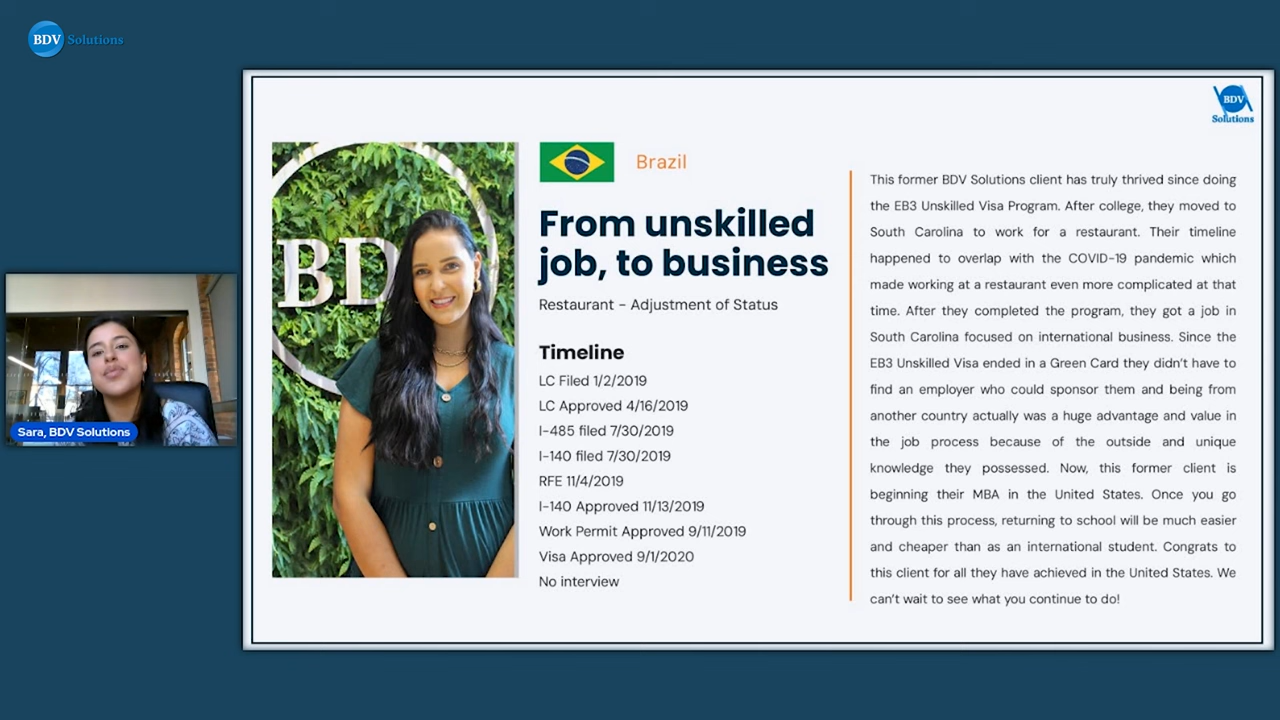 BDV Solutions
BDV
Solutions
BD
Brazil
From unskilled
job, to business
Restaurant - Adjustment of Status
Timeline
LC Filed 1/2/2019
LC Approved 4/16/2019
I-485 filed 7/30/2019
I-140 filed 7/30/2019
RFE 11/4/2019
I-140 Approved 11/13/2019
Work Permit Approved 9/11/2019
Visa Approved 9/1/2020
No interview
This former BDV Solutions client has truly thrived since doing
the EB3 Unskilled Visa Program. After college, they moved to
South Carolina to work for a restaurant. Their timeline
happened to overlap with the COVID-19 pandemic which
made working at a restaurant even more complicated at that
time. After they completed the program, they got a job in
South Carolina focused on international business. Since the
EB3 Unskilled Visa ended in a Green Card they didn't have to
find an employer who could sponsor them and being from
another country actually was a huge advantage and value in
the job process because of the outside and unique
knowledge they possessed. Now, this former client is
beginning their MBA in the United States. Once you go
through this process, returning to school will be much easier
and cheaper than as an international student. Congrats to
this client for all they have achieved in the United States. We
can't wait to see what you continue to do!
Sara, BDV Solutions